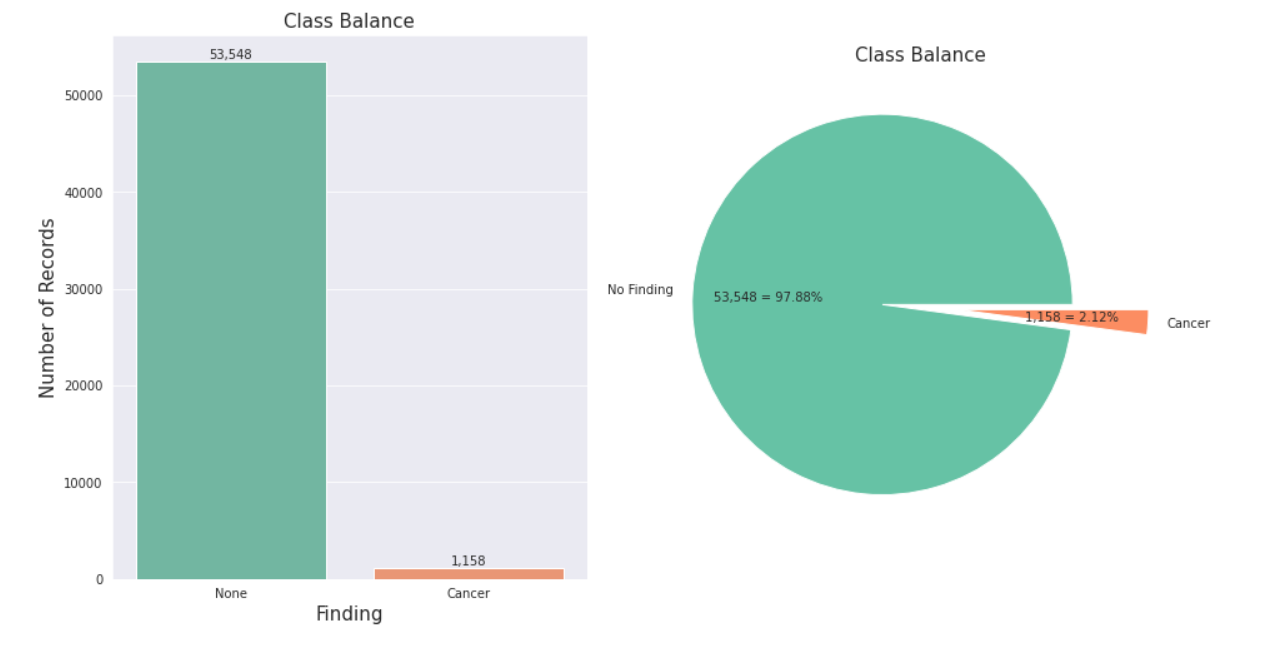 Class Balance
53,548
50000
40000
30000
20000
10000
0
Number of Records
1,158
None
Cancer
Finding
Class Balance
No Finding
53,548 = 97.88%
1,158 = 2.12%
Cancer